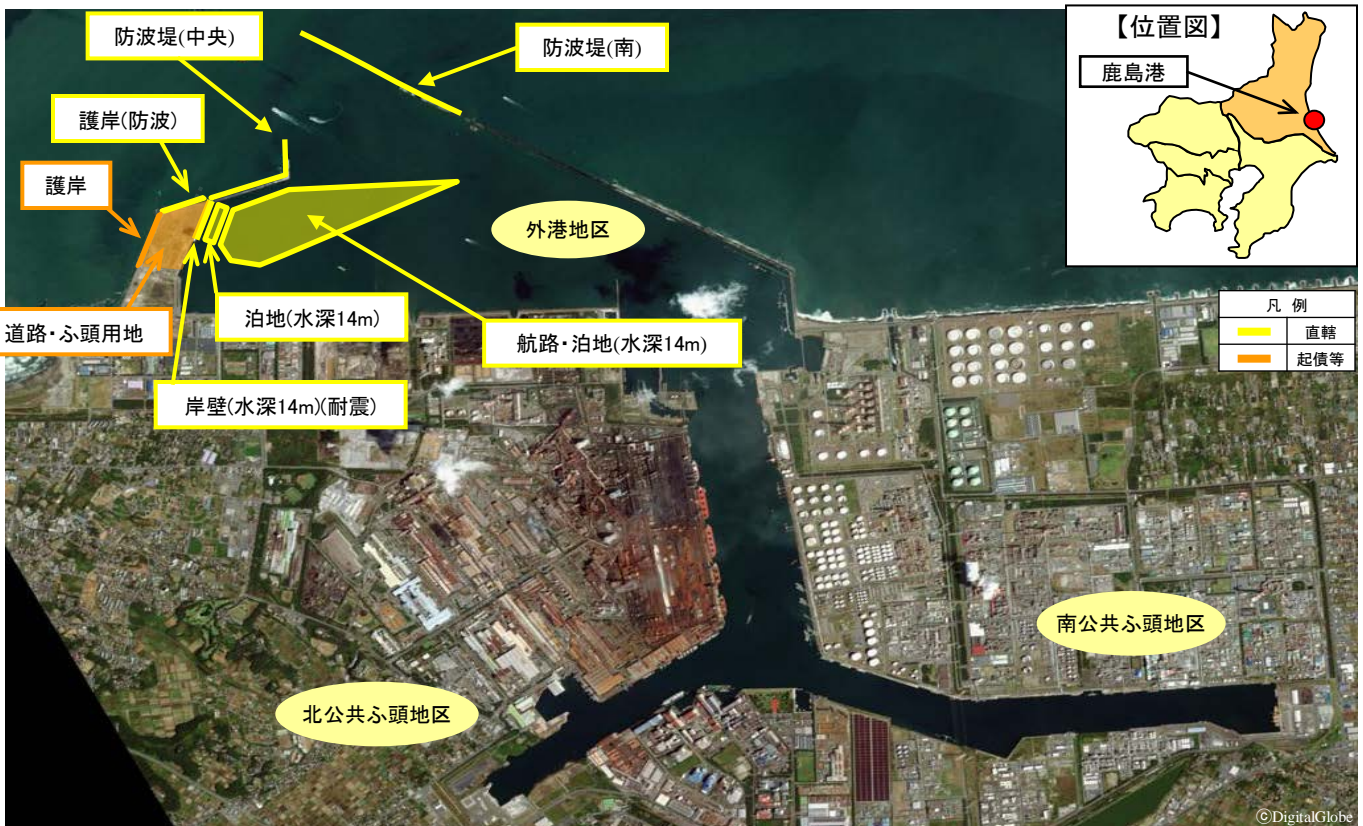 防波堤(中央)
防波堤(南)
【位置図】
鹿島港
護岸(防波)
護岸
外港地区
道路・ふ頭用地
泊地(水深14m)
航路・泊地(水深14m)
岸壁(水深14m)(耐震)
凡 例
直轄
起債等
南公共ふ頭地区
北公共ふ頭地区
©DigitalGlobe